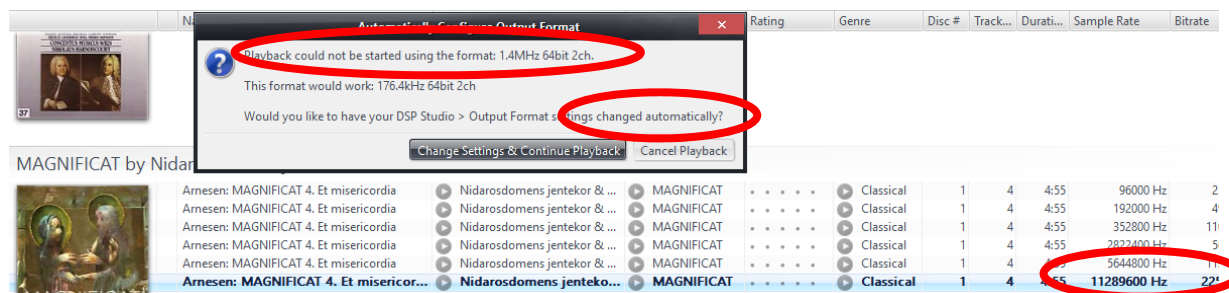 Rating Genre Disc # Track... Durati... Sample Rate Bitrate
Automatically Configure Output Format
CONCENTUS MUSICUS WIEN
NIKOLAUS HARNONCOURT
37
Playback could not be started using the format: 1.4MHz 64bit 2ch.
This format would work: 176.4kHz 64bit 2ch
Would you like to have your DSP Studio > Output Format settings changed automatically?
Change Settings & Continue Playback Cancel Playback
MAGNIFICAT by Nidar
Arnesen: MAGNIFICAT 4. Et misericordia Nidarosdomens jentekor & ... MAGNIFICAT Classical 1 4 4:55 96000 Hz
Arnesen: MAGNIFICAT 4. Et misericordia Nidarosdomens jentekor & ... MAGNIFICAT Classical 1 4 4:55 192000 Hz
Arnesen: MAGNIFICAT 4. Et misericordia Nidarosdomens jentekor & ... MAGNIFICAT Classical 1 4 4:55 352800 Hz
Arnesen: MAGNIFICAT 4. Et misericordia Nidarosdomens jentekor & ... MAGNIFICAT Classical 1 4 4:55 2822400 Hz
Arnesen: MAGNIFICAT 4. Et misericordia Nidarosdomens jentekor & ... MAGNIFICAT Classical 1 4 5644800 Hz
Arnesen: MAGNIFICAT 4. Et misericor... Nidarosdomens jenteko... MAGNIFICAT Classical 1 4 4:55 11289600 Hz
MAGNIFICAT